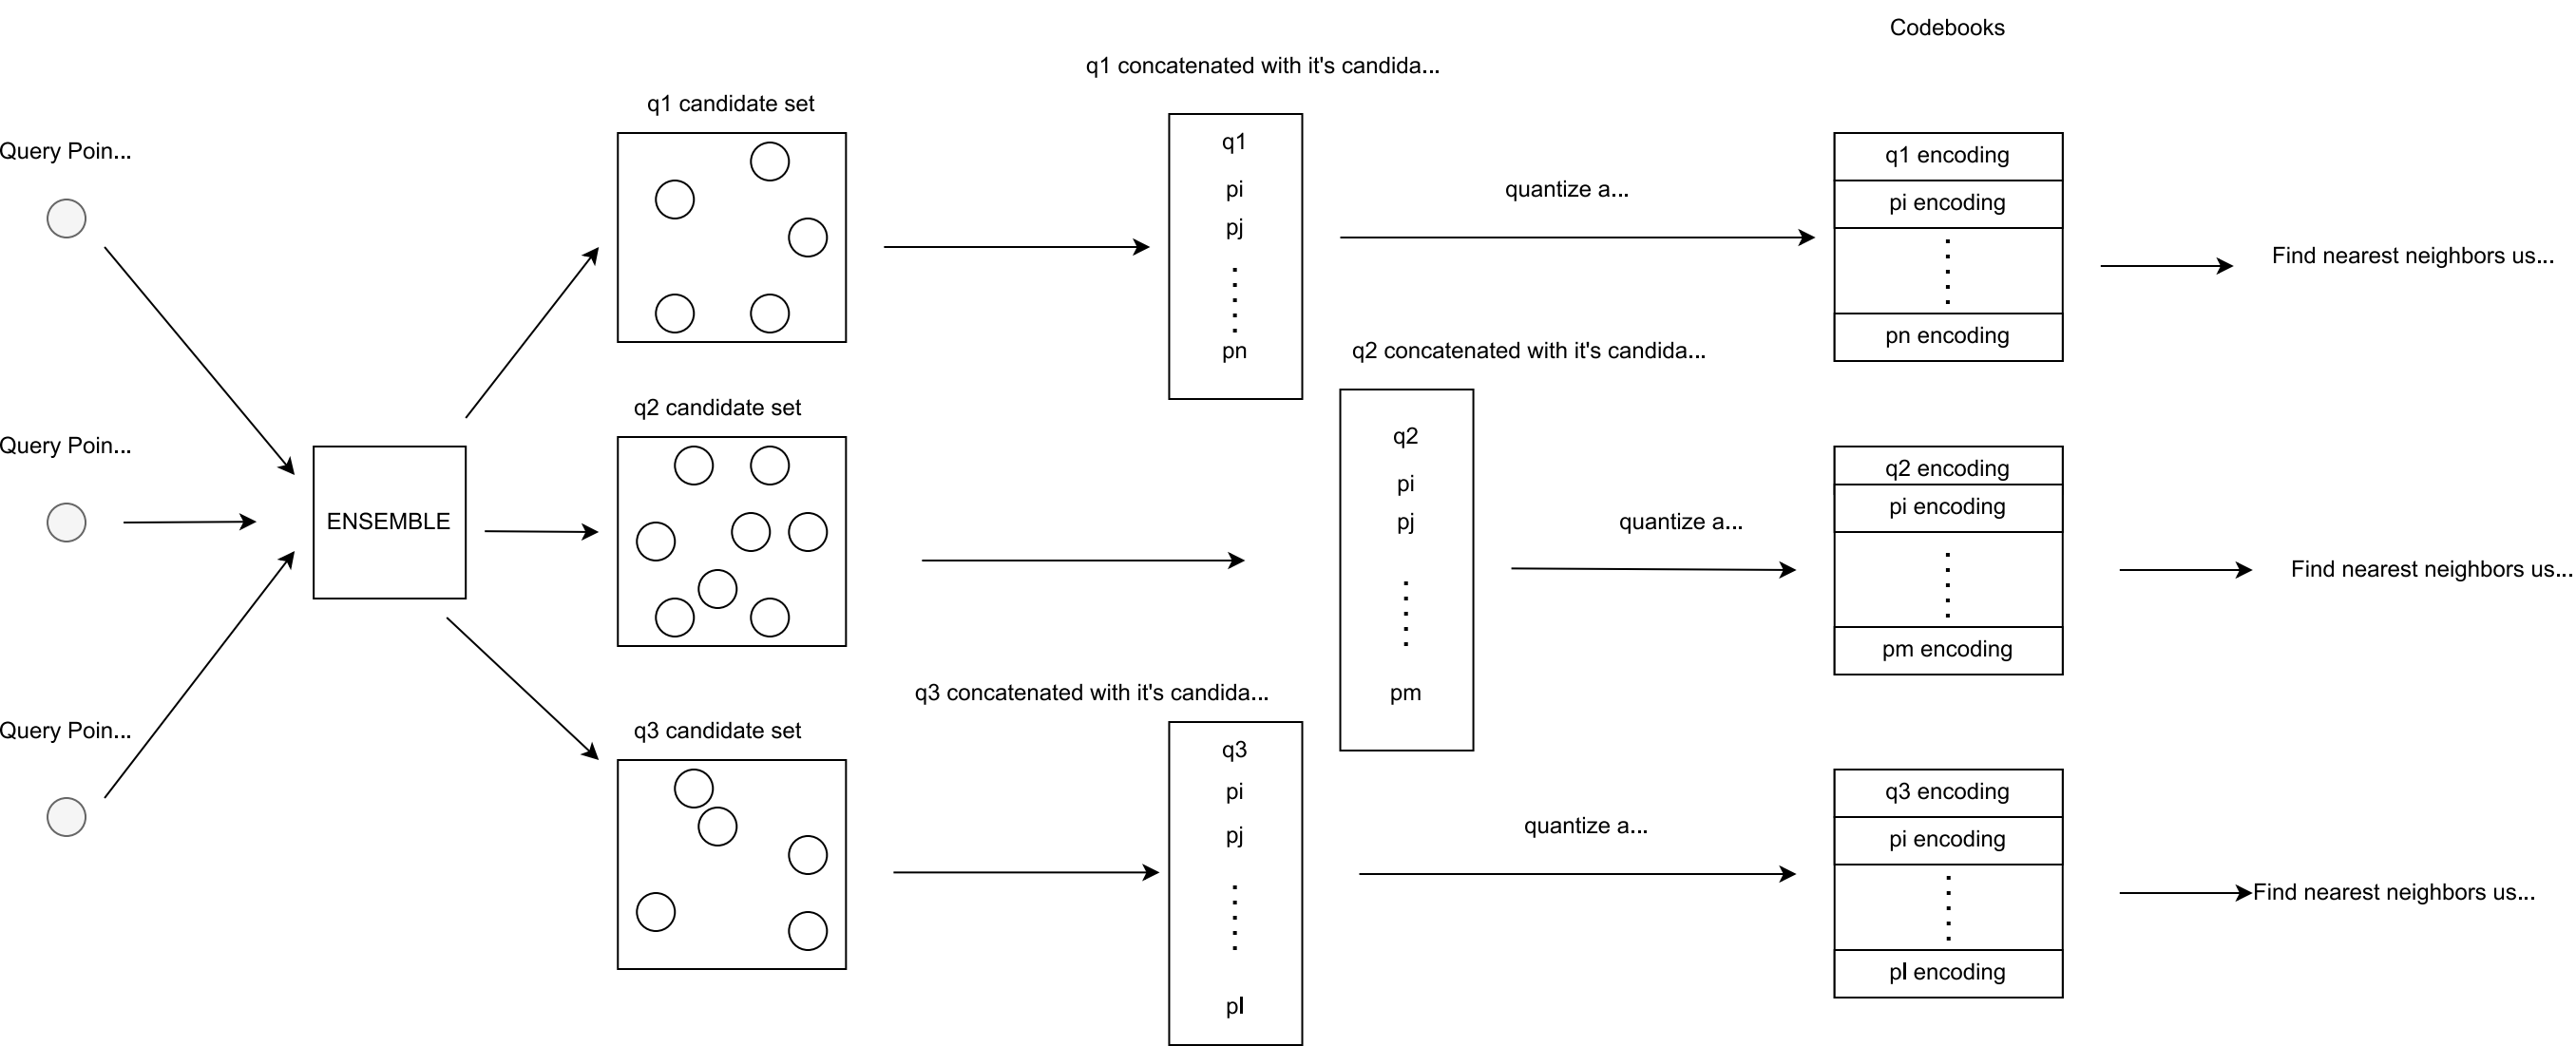 Codebooks
q1 concatenated with it's candida...
q1 candidate set
Query Poin...
q1
pi
pj
pn
quantize a...
q1 encoding
pi encoding
pn encoding
Find nearest neighbors us...
q2 concatenated with it's candida...
q2 candidate set
Query Poin...
ENSEMBLE
q2
pi
pj
pm
quantize a...
q2 encoding
pi encoding
pm encoding
Find nearest neighbors us...
q3 concatenated with it's candida...
q3 candidate set
Query Poin...
q3
pi
pj
pl
quantize a...
q3 encoding
pi encoding
pl encoding
Find nearest neighbors us...